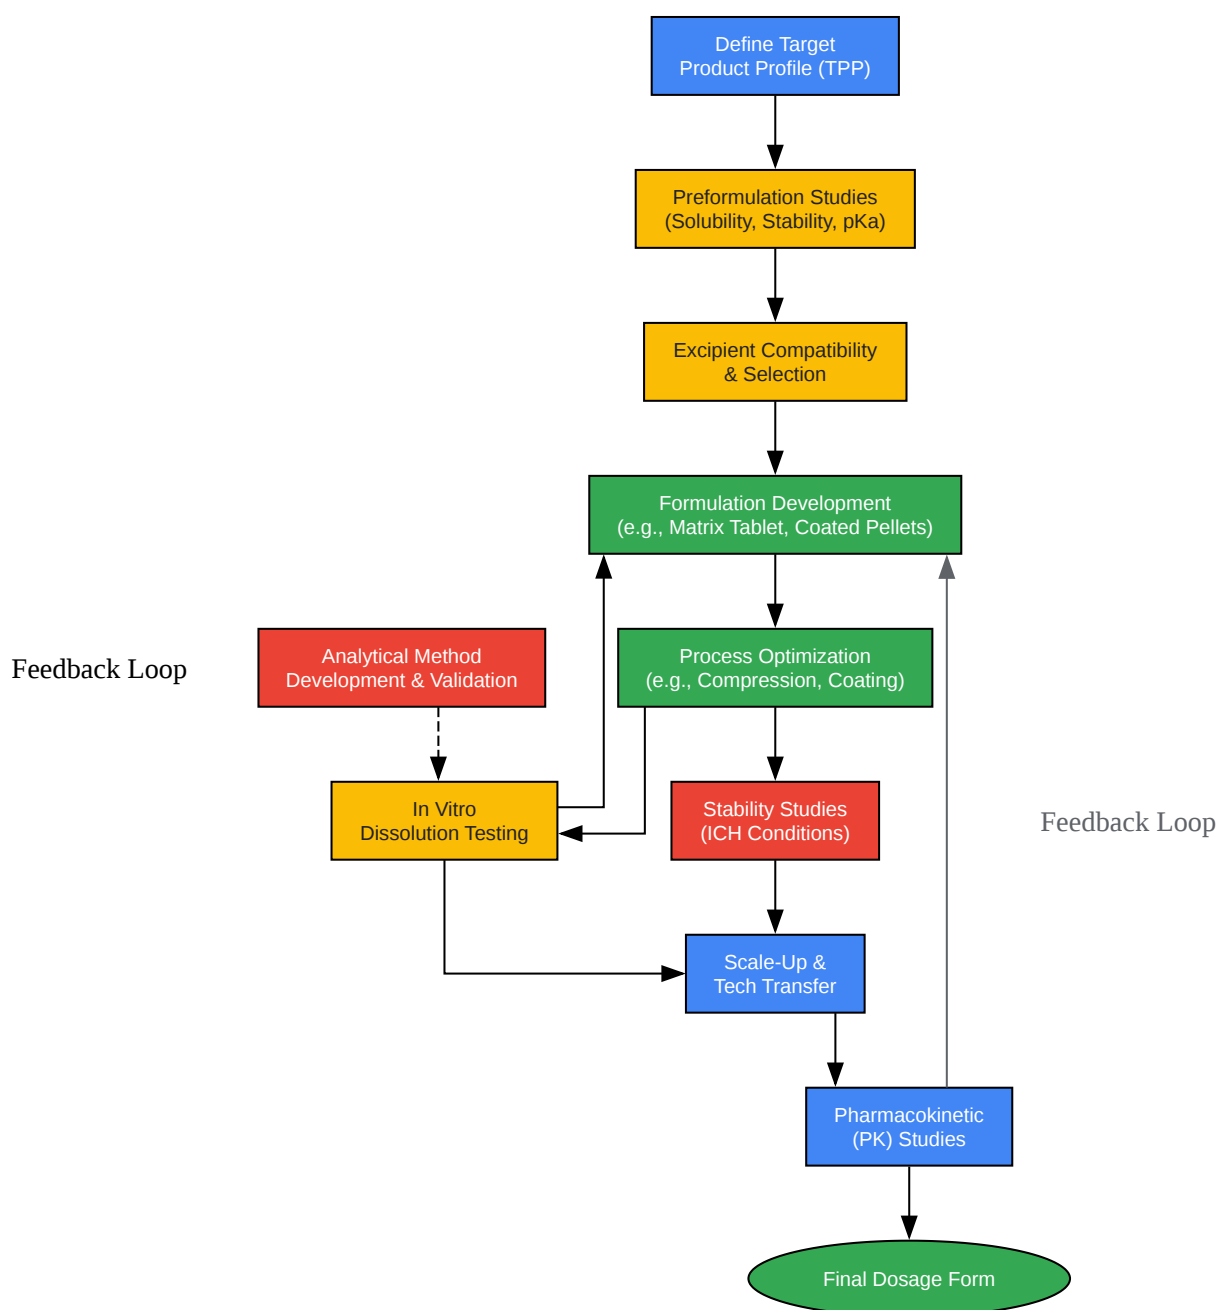 Define Target
Product Profile (TPP)
Preformulation Studies
(Solubility, Stability, pKa)
Excipient Compatibility
& Selection
Formulation Development
(e.g., Matrix Tablet, Coated Pellets)
Feedback Loop
Analytical Method
Development & Validation
Process Optimization
(e.g., Compression, Coating)
In Vitro
Dissolution Testing
Stability Studies
(ICH Conditions)
Feedback Loop
Scale-Up &
Tech Transfer
Pharmacokinetic
(PK) Studies
Final Dosage Form